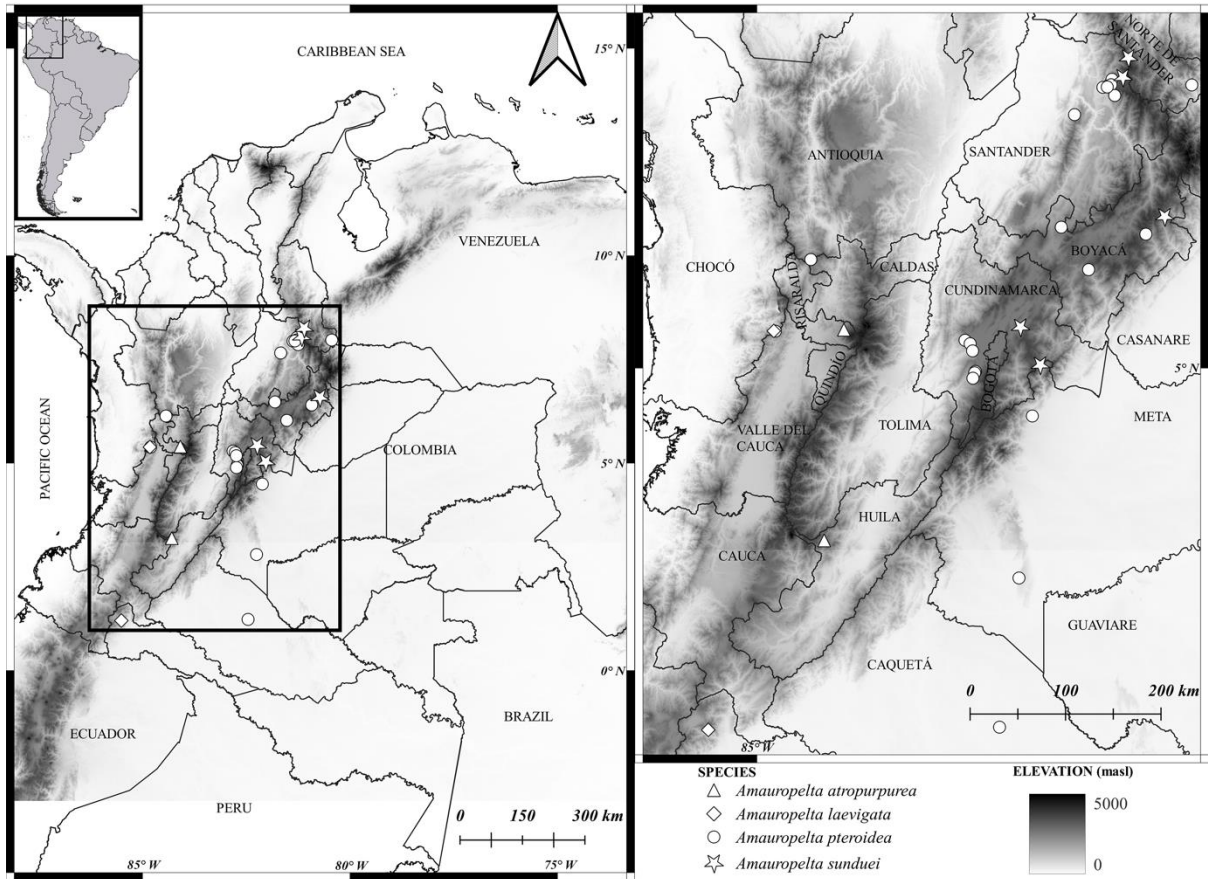 CARIBBEAN SEA
15° N
VENEZUELA
10° N
PACIFIC OCEAN
COLOMBIA
5° N
0° N
ECUADOR
BRAZIL
PERU
0 150 300 km
85° W
80° W
75° W
NORTE DE
SANTANDER
ANTIOQUIA
SANTANDER
CHOCÓ
RISARALDA
CALDAS
BOYACÁ
CUNDINAMARCA
CASANARE
QUINDÍO
BOGOTÁ
5° N
VALLE DEL
CAUCA
TOLIMA
META
HUILA
CAUCA
GUAVIARE
CAQUETÁ
0 100 200 km
85° W
SPECIES
Amauropelta atropurpurea
Amauropelta laevigata
Amauropelta pteroidea
Amauropelta sunduei
ELEVATION (masl)
5000
0